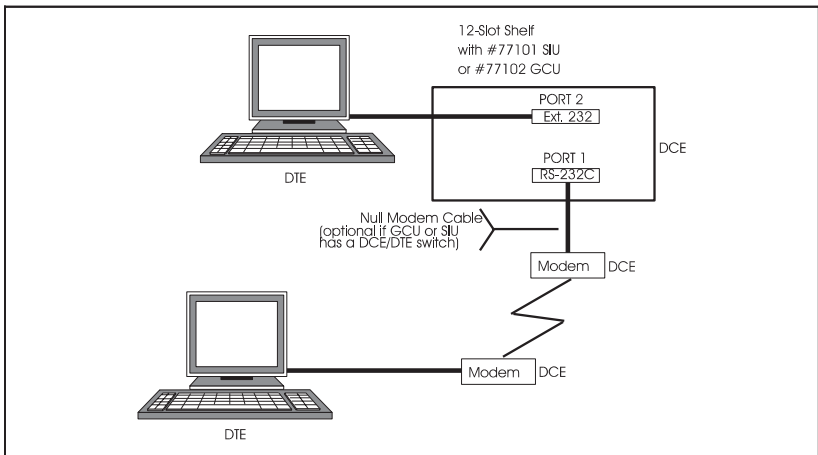 12-Slot Shelf
with #77101 SIU
or #77102 GCU
PORT 2
Ext. 232
DCE
PORT 1
RS-232C
DTE
Null Modem Cable
(optional if GCU or SIU
has a DCE/DTE switch)
Modem
DCE
Modem
DCE
DTE